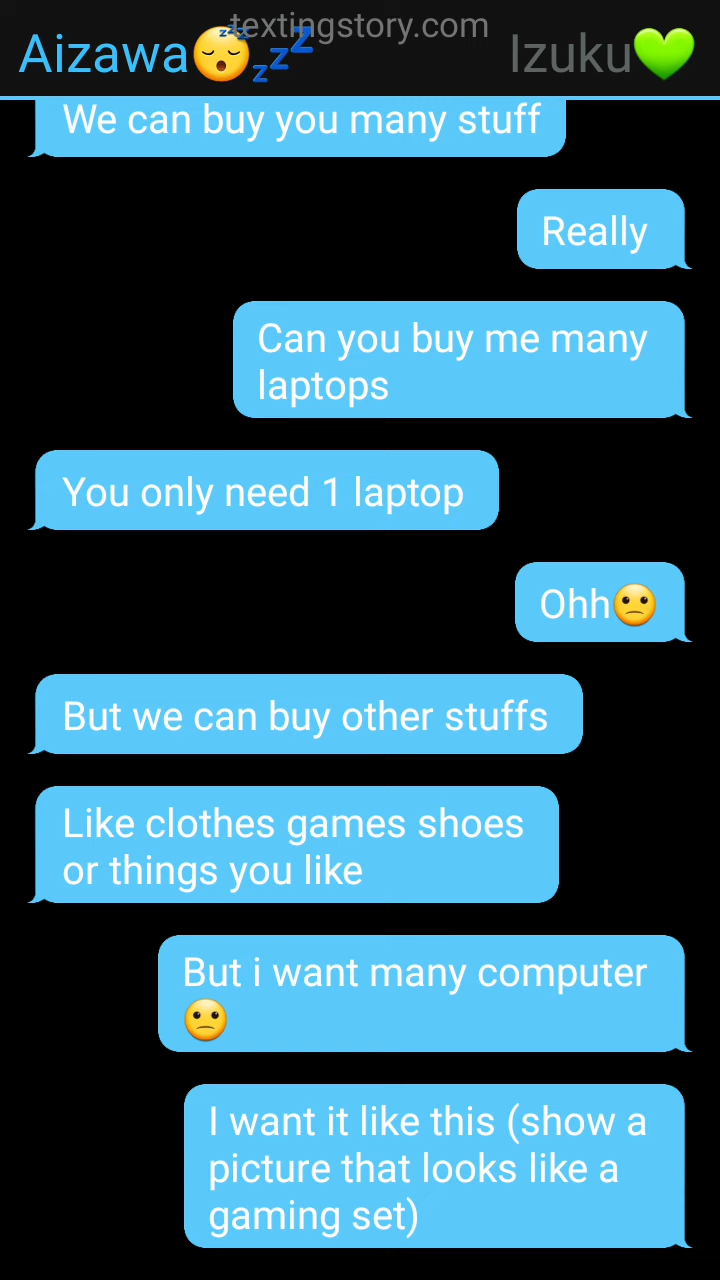 textingstory.com
Aizawa😴💤 Izuku💚
We can buy you many stuff
Really
Can you buy me many
laptops
You only need 1 laptop
Ohh🙁
But we can buy other stuffs
Like clothes games shoes
or things you like
But i want many computer
🙁
I want it like this (show a
picture that looks like a
gaming set)